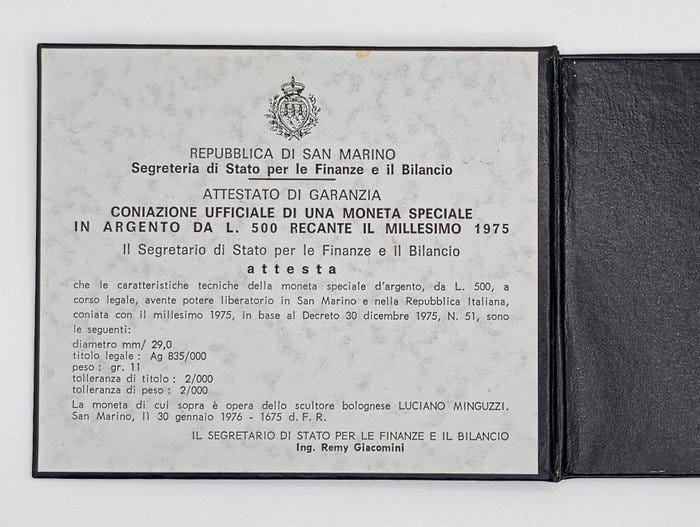 REPUBBLICA DI SAN MARINO
Segreteria di Stato per le Finanze e il Bilancio
ATTESTATO DI GARANZIA
CONIAZIONE UFFICIALE DI UNA MONETA SPECIALE
IN ARGENTO DA L. 500 RECANTE IL MILLESIMO 1975
Il Segretario di Stato per le Finanze e il Bilancio
attesta
che le caratteristiche tecniche della moneta speciale d'argento, da L. 500, a
corso legale, avente potere liberatorio in San Marino e nella Repubblica Italiana,
coniata con il millesimo 1975, in base al Decreto 30 dicembre 1975, N. 51, sono
le seguenti:
diametro mm/ 29,0
titolo legale : Ag 835/000
peso : gr. 11
tolleranza di titolo : 2/000
tolleranza di peso : 2/000
La moneta di cui sopra è opera dello scultore bolognese LUCIANO MINGUZZI.
San Marino, lì 30 gennaio 1976 - 1675 d. F. R.
IL SEGRETARIO DI STATO PER LE FINANZE E IL BILANCIO
Ing. Remy Giacomini